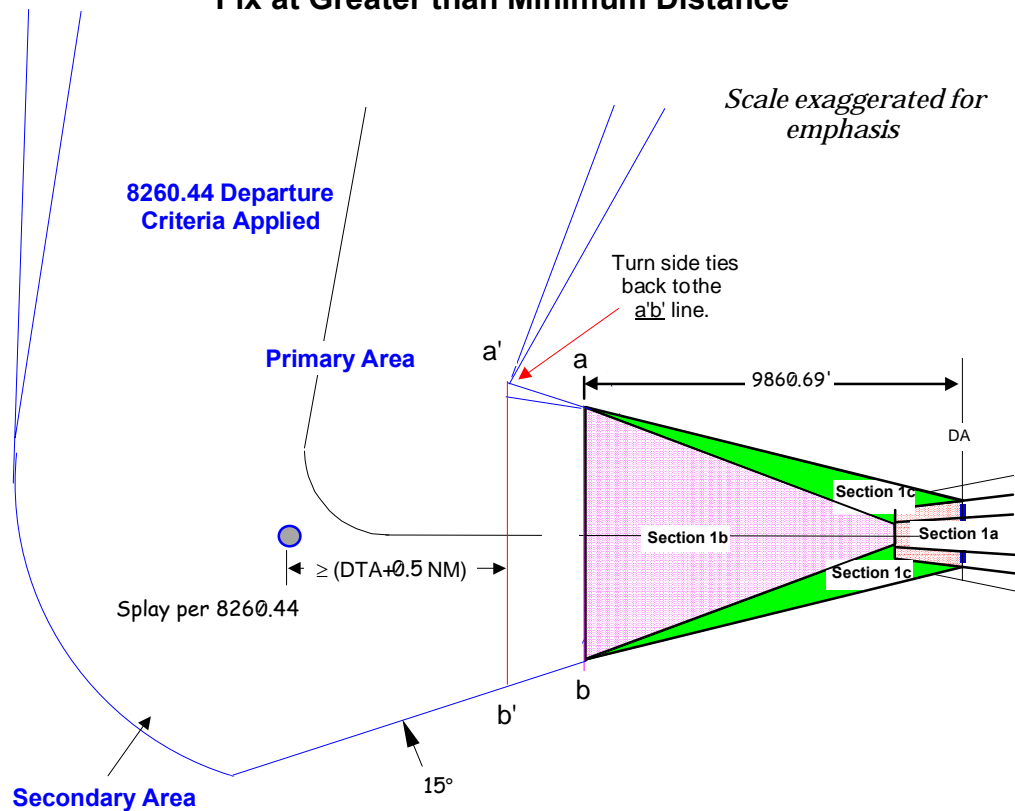 Fix at Greater than Minimum Distance
Scale exaggerated for
emphasis
8260.44 Departure
Criteria Applied
Turn side ties
back to the
a'b' line.
Primary Area
a'
a
9860.69'
DA
Section 1c
Section 1b
Section 1a
Section 1c
≥ (DTA+0.5 NM)
Splay per 8260.44
b
b'
15°
Secondary Area